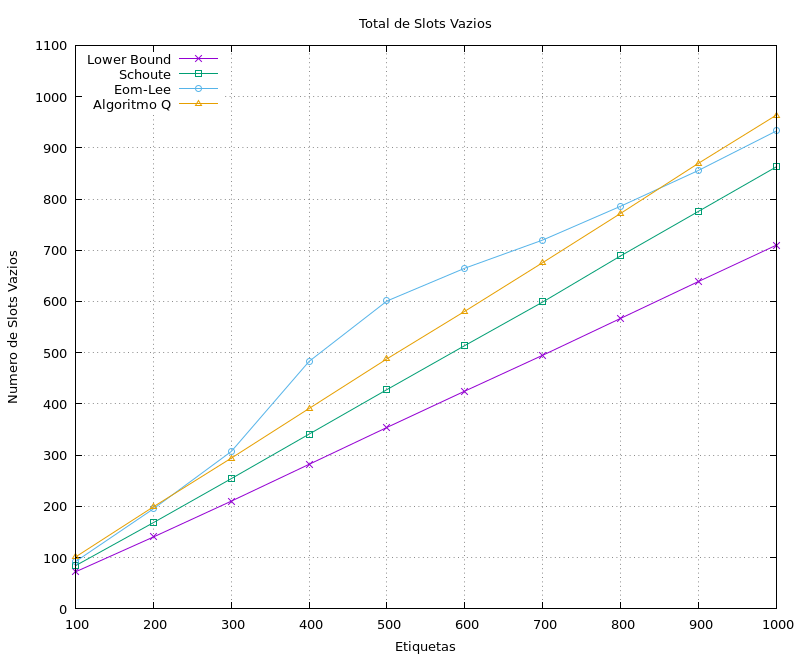 Total de Slots Vazios
Numero de Slots Vazios
1100
1000
900
800
700
600
500
400
300
200
100
0
Lower Bound
Schoute
Eom-Lee
Algoritmo Q
100 200 300 400 500 600 700 800 900 1000
Etiquetas